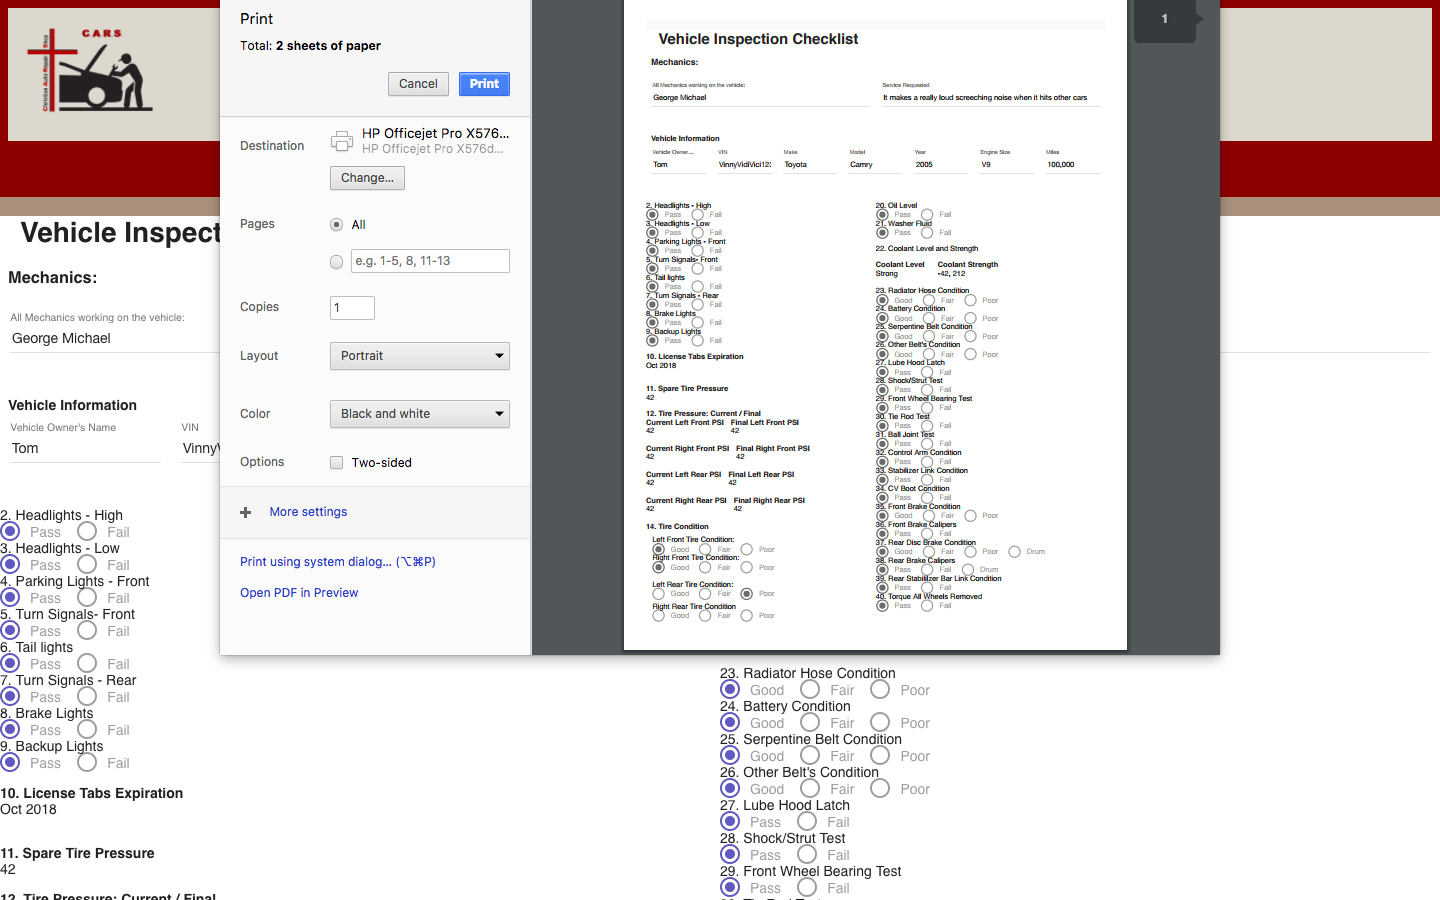 C.A.R.S.
Christian Auto Repair Shop
Print
Total: 2 sheets of paper
Cancel
Print
Destination
HP Officejet Pro X576...
HP Officejet Pro X576d...
Change...
Pages
All
e.g. 1-5, 8, 11-13
Copies
1
Layout
Portrait
Color
Black and white
Options
Two-sided
More settings
Print using system dialog... (⌥⌘P)
Open PDF in Preview
1
Vehicle Inspection Checklist
Mechanics:
All Mechanics working on the vehicle:
George Michael
Service Requested
It makes a really loud screeching noise when it hits other cars
Vehicle Information
Vehicle Owner... VIN Make Model Year Engine Size Miles
Tom VinnyVidiVici12: Toyota Camry 2005 V9 100,000
2. Headlights - High
Pass Fail
3. Headlights - Low
Pass Fail
4. Parking Lights - Front
Pass Fail
5. Turn Signals- Front
Pass Fail
6. Tail lights
Pass Fail
7. Turn Signals - Rear
Pass Fail
8. Brake Lights
Pass Fail
9. Backup Lights
Pass Fail
10. License Tabs Expiration
Oct 2018
11. Spare Tire Pressure
42
12. Tire Pressure: Current / Final
Current Left Front PSI Final Left Front PSI
42 42
Current Right Front PSI Final Right Front PSI
42 42
Current Left Rear PSI Final Left Rear PSI
42 42
Current Right Rear PSI Final Right Rear PSI
42 42
14. Tire Condition
Left Front Tire Condition:
Good Fair Poor
Right Front Tire Condition:
Good Fair Poor
Left Rear Tire Condition:
Good Fair Poor
Right Rear Tire Condition
Good Fair Poor
20. Oil Level
Pass Fail
21. Washer Fluid
Pass Fail
22. Coolant Level and Strength
Coolant Level Coolant Strength
Strong -42, 212
23. Radiator Hose Condition
Good Fair Poor
24. Battery Condition
Good Fair Poor
25. Serpentine Belt Condition
Good Fair Poor
26. Other Belt's Condition
Good Fair Poor
27. Lube Hood Latch
Pass Fail
28. Shock/Strut Test
Pass Fail
29. Front Wheel Bearing Test
Pass Fail
30. Tie Rod Test
Pass Fail
31. Ball Joint Test
Pass Fail
32. Control Arm Condition
Pass Fail
33. Stabilizer Link Condition
Pass Fail
34. CV Boot Condition
Pass Fail
35. Front Brake Condition
Good Fair Poor
36. Front Brake Calipers
Pass Fail
37. Rear Disc Brake Condition
Good Fair Poor Drum
38. Rear Brake Calipers
Pass Fail Drum
39. Rear Stabilizer Bar Link Condition
Pass Fail
40. Torque All Wheels Removed
Pass Fail
Vehicle Inspect
Mechanics:
All Mechanics working on the vehicle:
George Michael
Vehicle Information
Vehicle Owner's Name VIN
Tom VinnyV
2. Headlights - High
Pass Fail
3. Headlights - Low
Pass Fail
4. Parking Lights - Front
Pass Fail
5. Turn Signals- Front
Pass Fail
6. Tail lights
Pass Fail
7. Turn Signals - Rear
Pass Fail
8. Brake Lights
Pass Fail
9. Backup Lights
Pass Fail
10. License Tabs Expiration
Oct 2018
11. Spare Tire Pressure
42
12. Tire Pressure: Current / Final
23. Radiator Hose Condition
Good Fair Poor
24. Battery Condition
Good Fair Poor
25. Serpentine Belt Condition
Good Fair Poor
26. Other Belt's Condition
Good Fair Poor
27. Lube Hood Latch
Pass Fail
28. Shock/Strut Test
Pass Fail
29. Front Wheel Bearing Test
Pass Fail